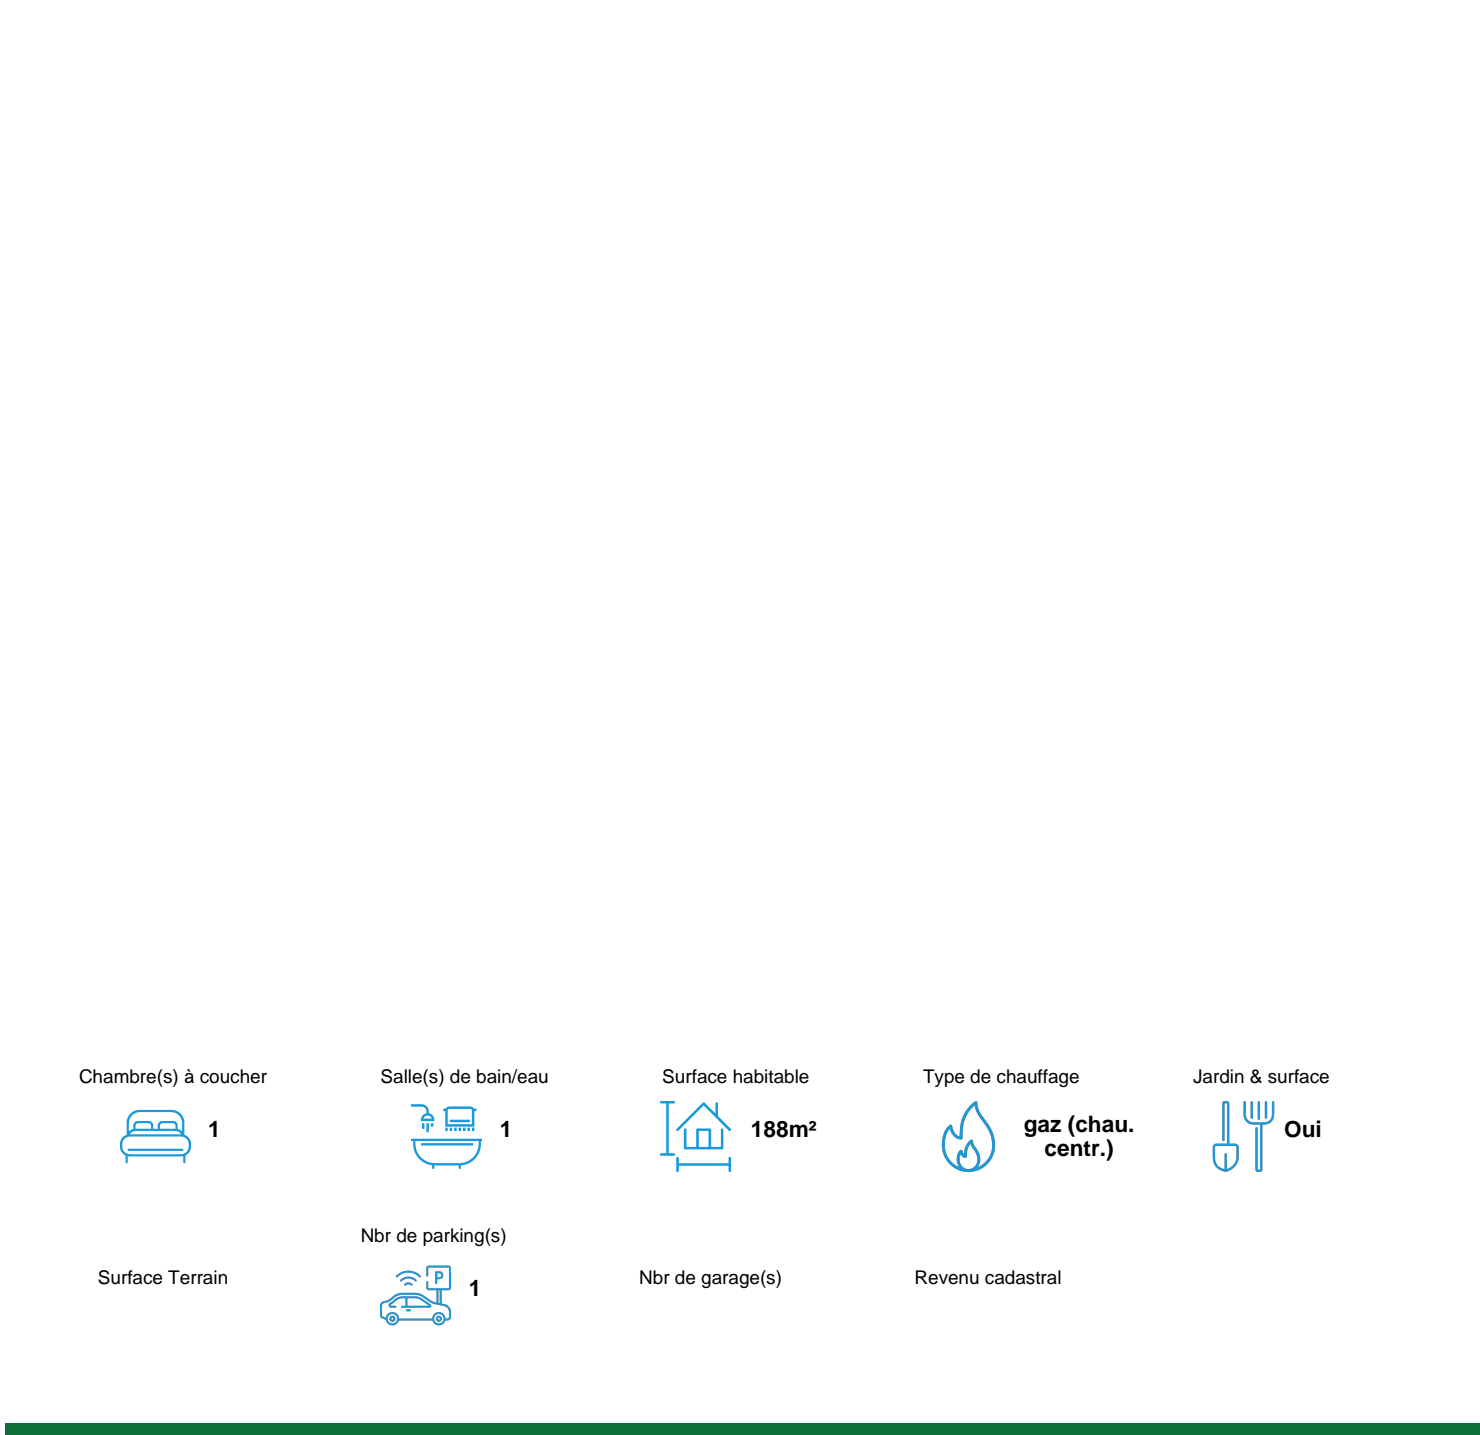 Chambre(s) à coucher
1
Salle(s) de bain/eau
1
Surface habitable
188m²
Type de chauffage
gaz (chau.
centr.)
Jardin & surface
Oui
Surface Terrain
Nbr de parking(s)
P
1
Nbr de garage(s)
Revenu cadastral